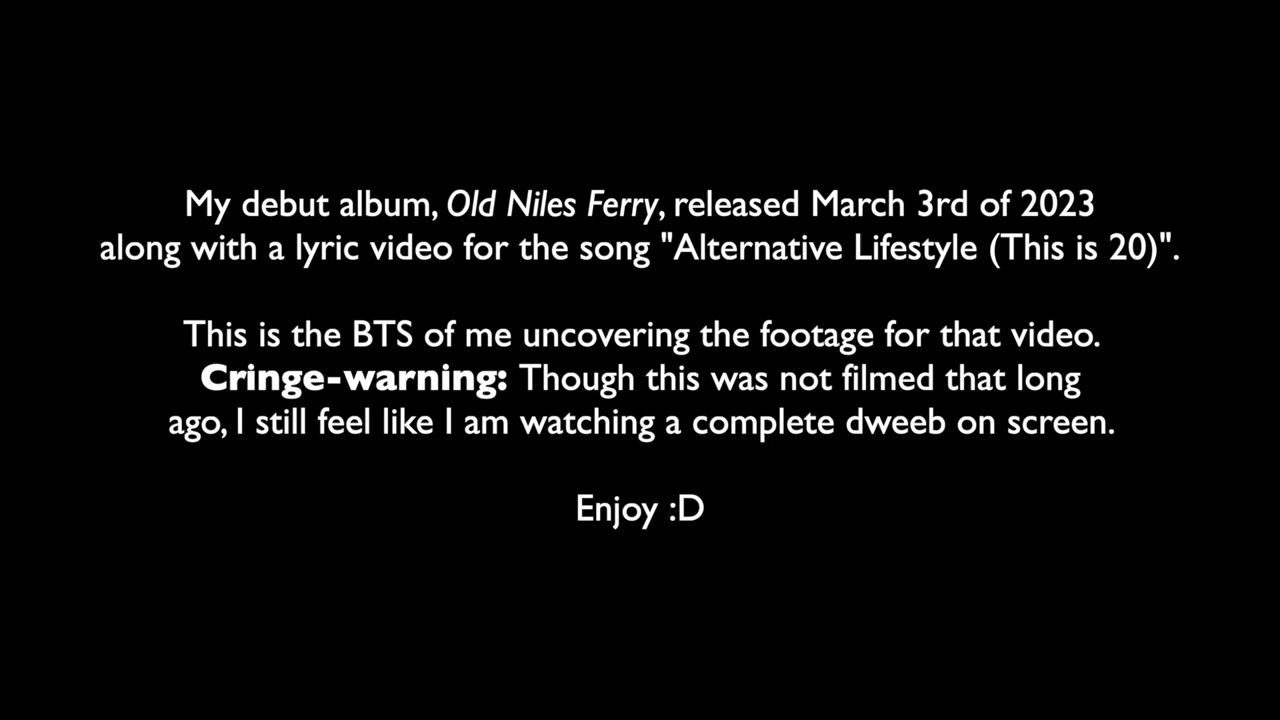 My debut album, Old Niles Ferry, released March 3rd of 2023
along with a lyric video for the song "Alternative Lifestyle (This is 20)".
This is the BTS of me uncovering the footage for that video.
Cringe-warning: Though this was not filmed that long
ago, I still feel like I am watching a complete dweeb on screen.
Enjoy :D